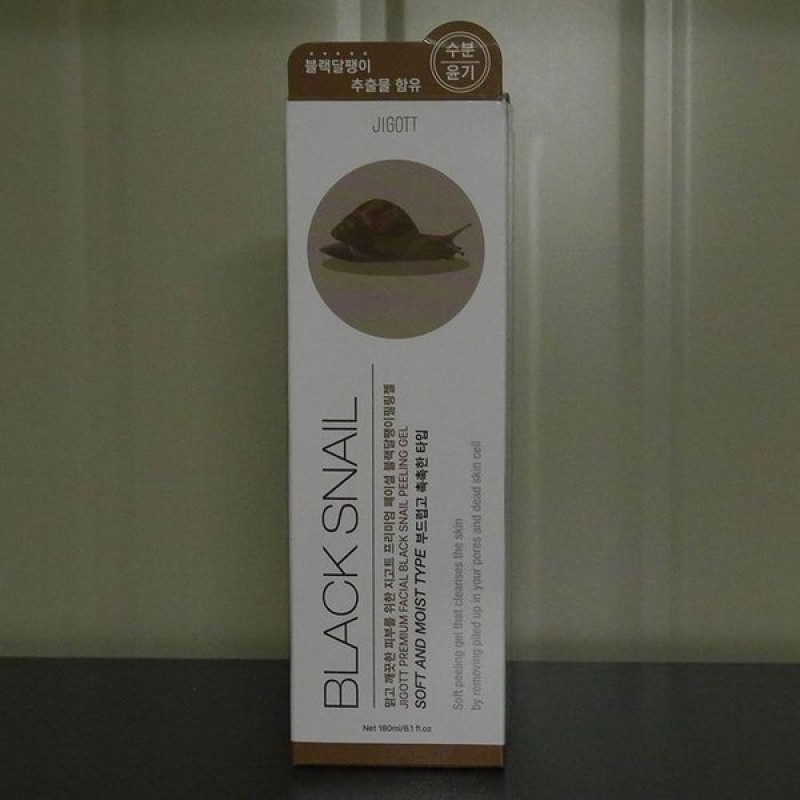 블랙달팽이
추출물 함유
수분
윤기
JIGOTT
BLACK SNAIL
맑고 깨끗한 피부를 위한 지고트 프리미엄 페이셜 블랙달팽이필링젤
JIGOTT PREMIUM FACIAL BLACK SNAIL PEELING GEL
SOFT AND MOIST TYPE 부드럽고 촉촉한 타입
Soft peeling gel that cleanses the skin
by removing piled up in your pores and dead skin cell
Net 180ml/6.1 fl.oz